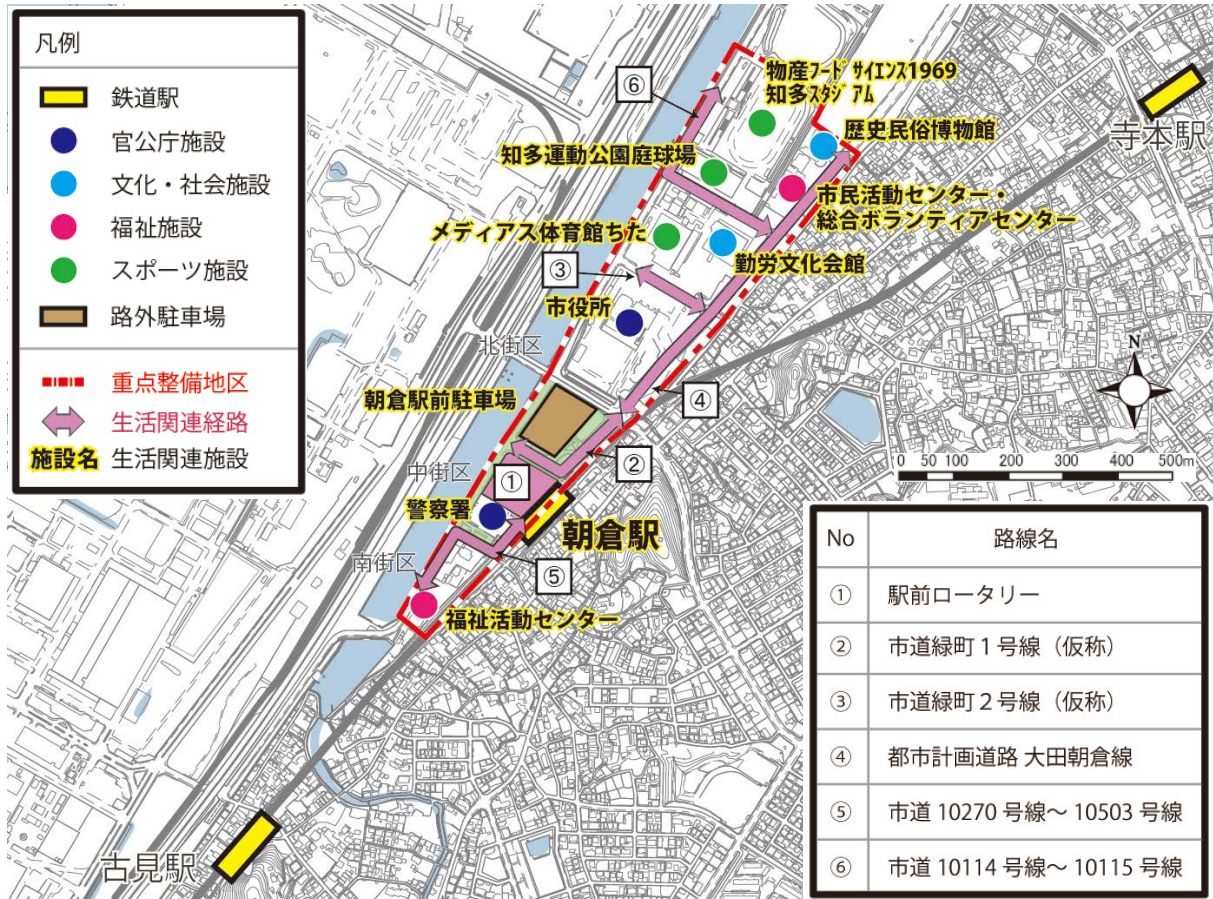 凡例
鉄道駅
官公庁施設
文化・社会施設
福祉施設
スポーツ施設
路外駐車場
重点整備地区
生活関連経路
施設名 生活関連施設
物産フード サイエンス1969
知多スタジアム
⑥
歴史民俗博物館
寺本駅
知多運動公園庭球場
市民活動センター・
総合ボランティアセンター
メディアス体育館ちた
③
勤労文化会館
市役所
北街区
N
朝倉駅前駐車場
④
②
0 50 100 200 300 400 500m
中街区
①
警察署
朝倉駅
南街区
⑤
福祉活動センター
古見駅
No 路線名
① 駅前ロータリー
② 市道緑町1号線(仮称)
③ 市道緑町2号線(仮称)
④ 都市計画道路 大田朝倉線
⑤ 市道 10270 号線~ 10503 号線
⑥ 市道 10114 号線~ 10115 号線